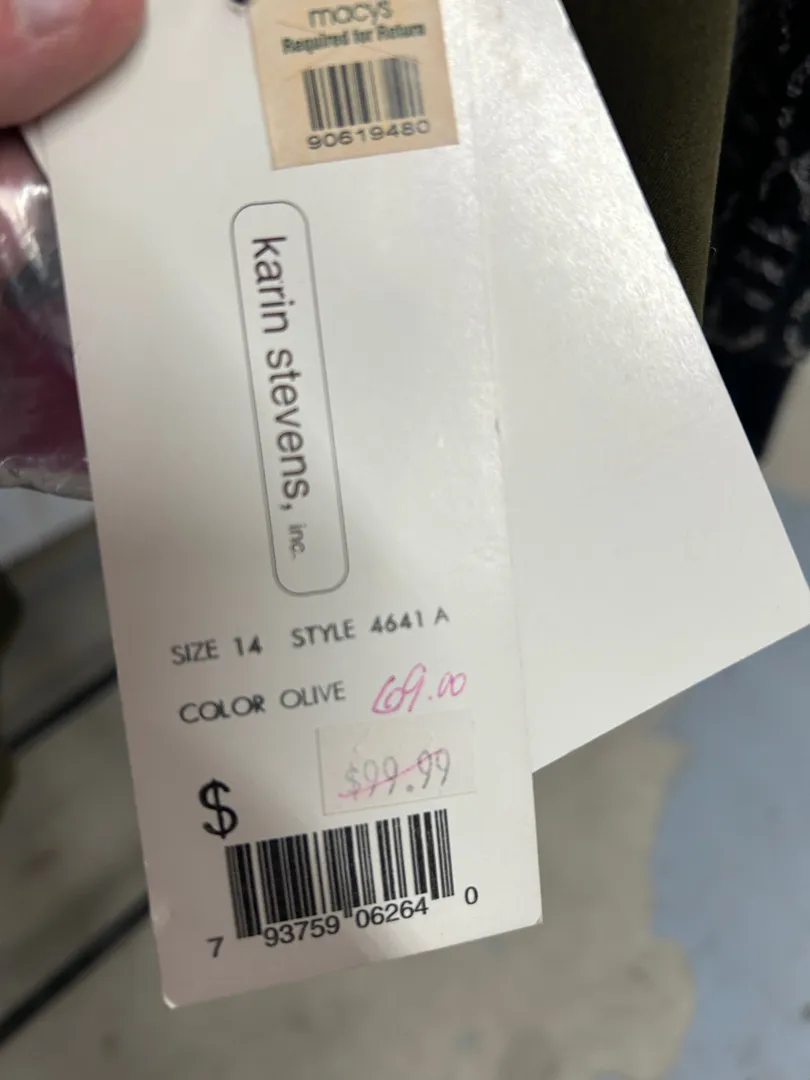 macys
Required for Return
90619480
karin stevens, inc.
SIZE 14 STYLE 4641 A
COLOR OLIVE 69.00
$99.99
$
7 93759 06264 0